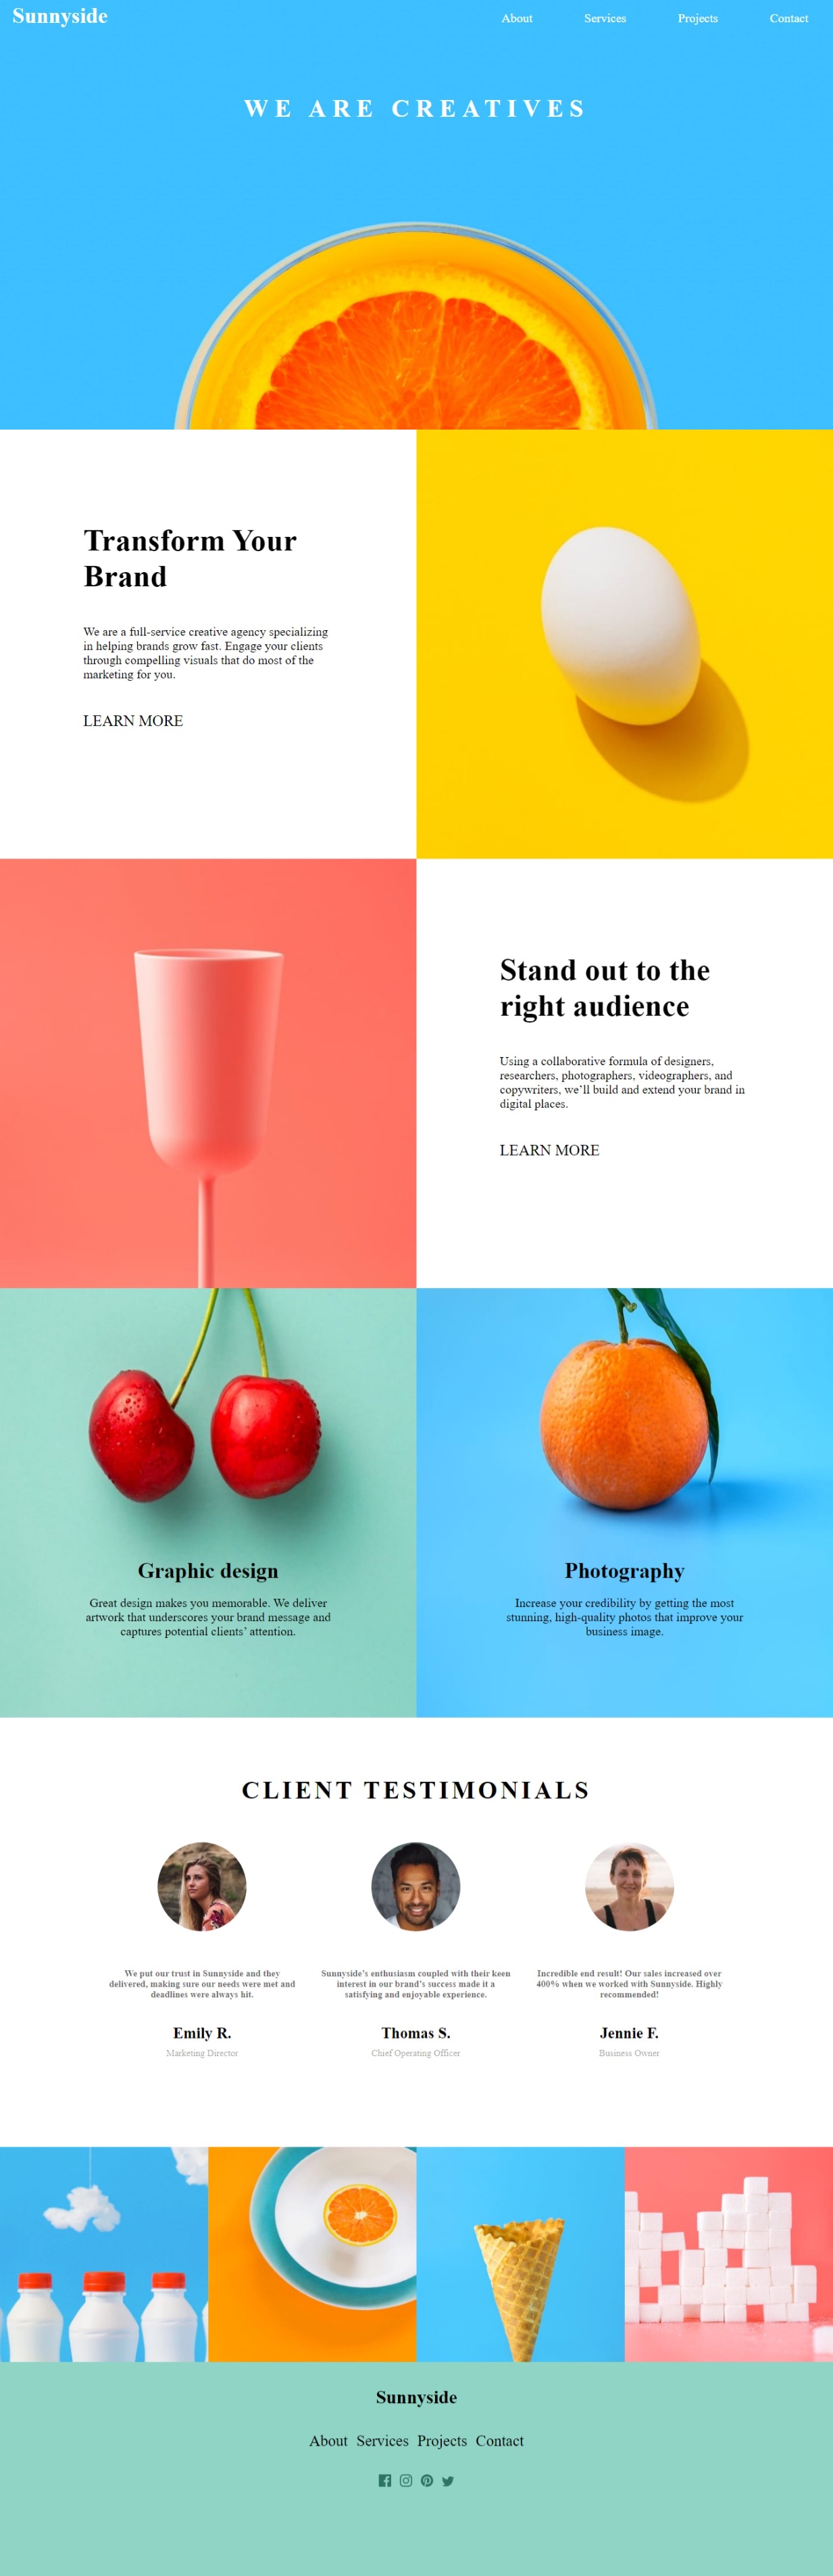 Sunnyside
About Services Projects Contact
WE ARE CREATIVES
Transform Your
Brand
We are a full-service creative agency specializing
in helping brands grow fast. Engage your clients
through compelling visuals that do most of the
marketing for you.
LEARN MORE
Stand out to the
right audience
Using a collaborative formula of designers,
researchers, photographers, videographers, and
copywriters, we’ll build and extend your brand in
digital places.
LEARN MORE
Graphic design
Great design makes you memorable. We deliver
artwork that underscores your brand message and
captures potential clients’ attention.
Photography
Increase your credibility by getting the most
stunning, high-quality photos that improve your
business image.
CLIENT TESTIMONIALS
We put our trust in Sunnyside and they
delivered, making sure our needs were met and
deadlines were always hit.
Emily R.
Marketing Director
Sunnyside’s enthusiasm coupled with their keen
interest in our brand’s success made it a
satisfying and enjoyable experience.
Thomas S.
Chief Operating Officer
Incredible end result! Our sales increased over
400% when we worked with Sunnyside. Highly
recommended!
Jennie F.
Business Owner
Sunnyside
About Services Projects Contact